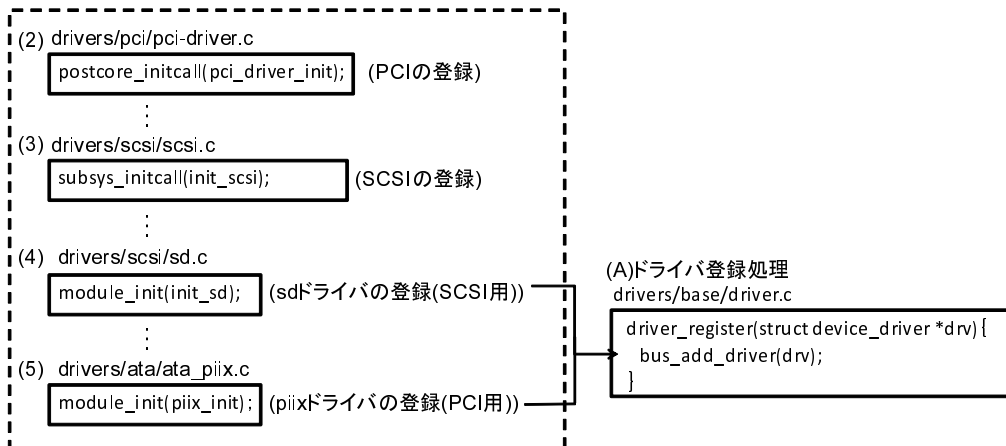 (2) drivers/pci/pci-driver.c
postcore_initcall(pci_driver_init); (PCIの登録)
(3) drivers/scsi/scsi.c
subsys_initcall(init_scsi); (SCSIの登録)
(4) drivers/scsi/sd.c
module_init(init_sd); (sdドライバの登録(SCSI用))
(5) drivers/ata/ata_piix.c
module_init(piix_init); (piixドライバの登録(PCI用))
(A)ドライバ登録処理
drivers/base/driver.c
driver_register(struct device_driver *drv) {
bus_add_driver(drv);
}